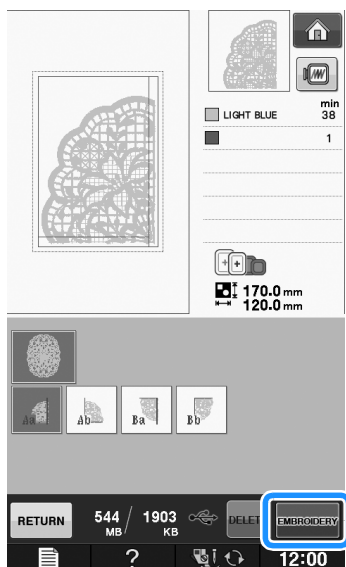 min
LIGHT BLUE 38
1
170.0 mm
120.0 mm
Aa Ab Ba Bb
RETURN 544 MB / 1903 KB DELET EMBROIDERY
? 12:00